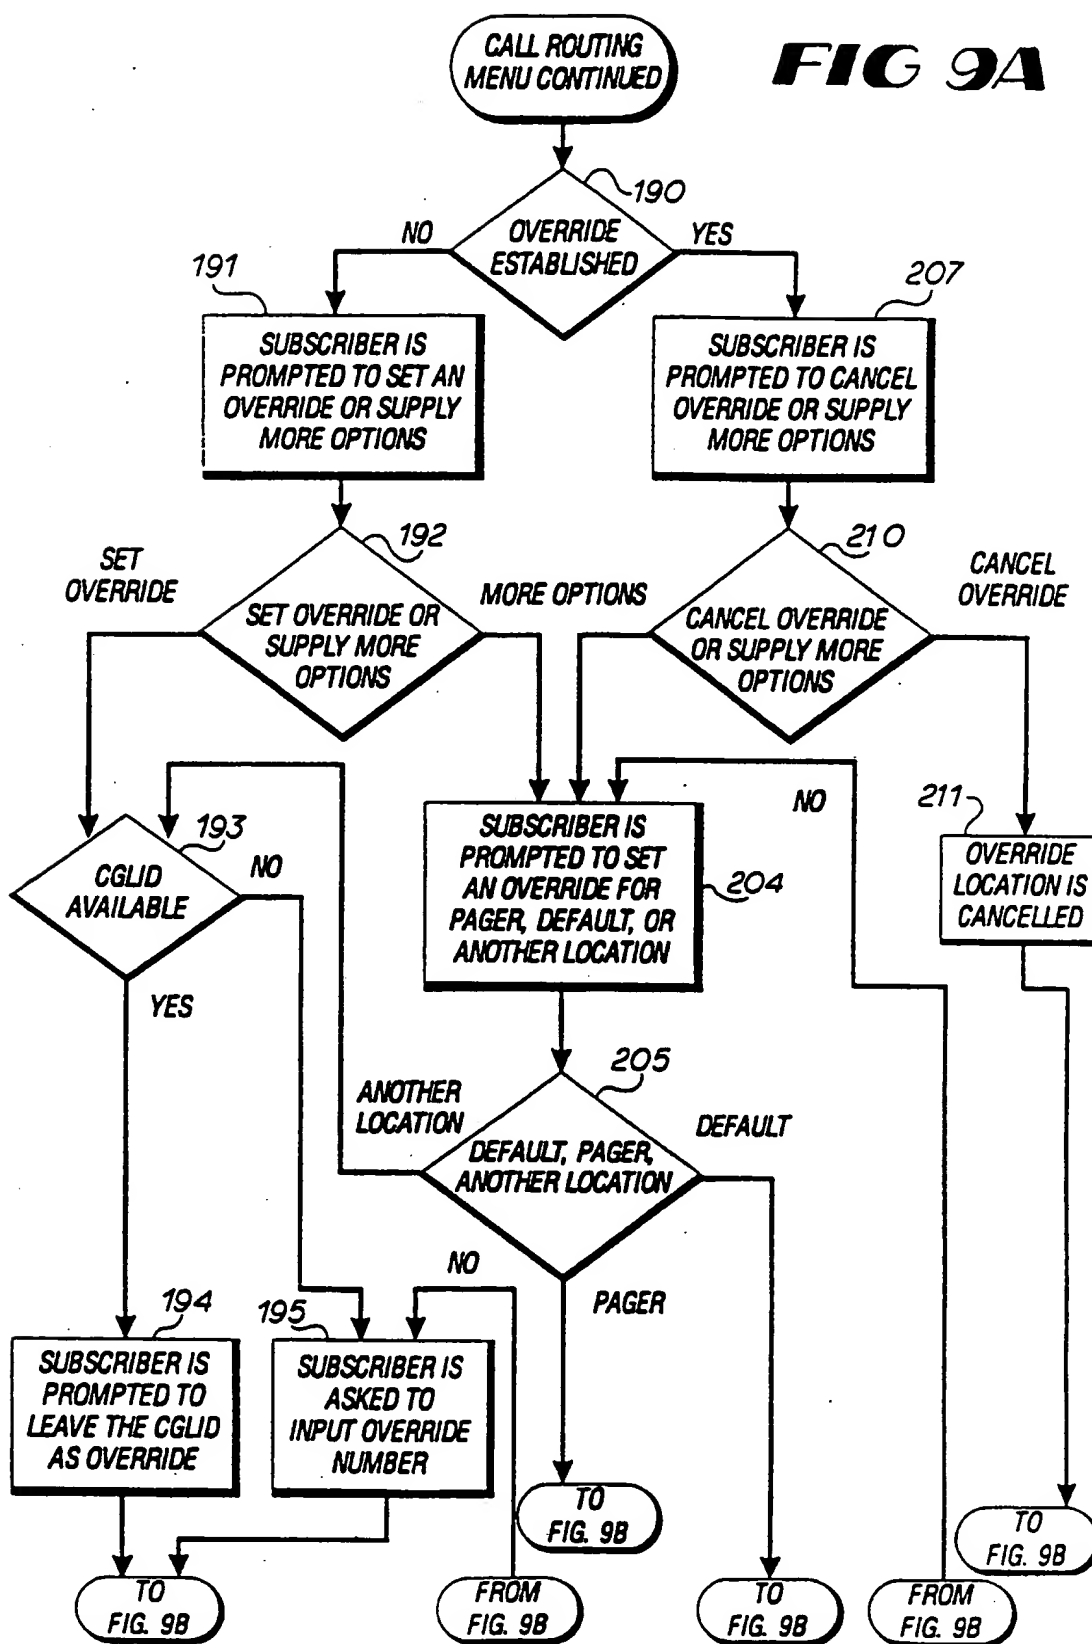 CALL ROUTING
MENU CONTINUED
FIG 9A
190
NO
OVERRIDE
ESTABLISHED
YES
191
SUBSCRIBER IS
PROMPTED TO SET AN
OVERRIDE OR SUPPLY
MORE OPTIONS
207
SUBSCRIBER IS
PROMPTED TO CANCEL
OVERRIDE OR SUPPLY
MORE OPTIONS
192
SET
OVERRIDE
SET OVERRIDE OR
SUPPLY MORE
OPTIONS
MORE OPTIONS
210
CANCEL OVERRIDE
OR SUPPLY MORE
OPTIONS
CANCEL
OVERRIDE
193
CGLID
AVAILABLE
NO
YES
SUBSCRIBER IS
PROMPTED TO SET
AN OVERRIDE FOR
PAGER, DEFAULT, OR
ANOTHER LOCATION
204
NO
211
OVERRIDE
LOCATION IS
CANCELLED
205
ANOTHER
LOCATION
DEFAULT, PAGER,
ANOTHER LOCATION
DEFAULT
PAGER
NO
194
SUBSCRIBER IS
PROMPTED TO
LEAVE THE CGLID
AS OVERRIDE
195
SUBSCRIBER IS
ASKED TO
INPUT OVERRIDE
NUMBER
TO
FIG. 9B
TO
FIG. 9B
TO
FIG. 9B
FROM
FIG. 9B
TO
FIG. 9B
FROM
FIG. 9B